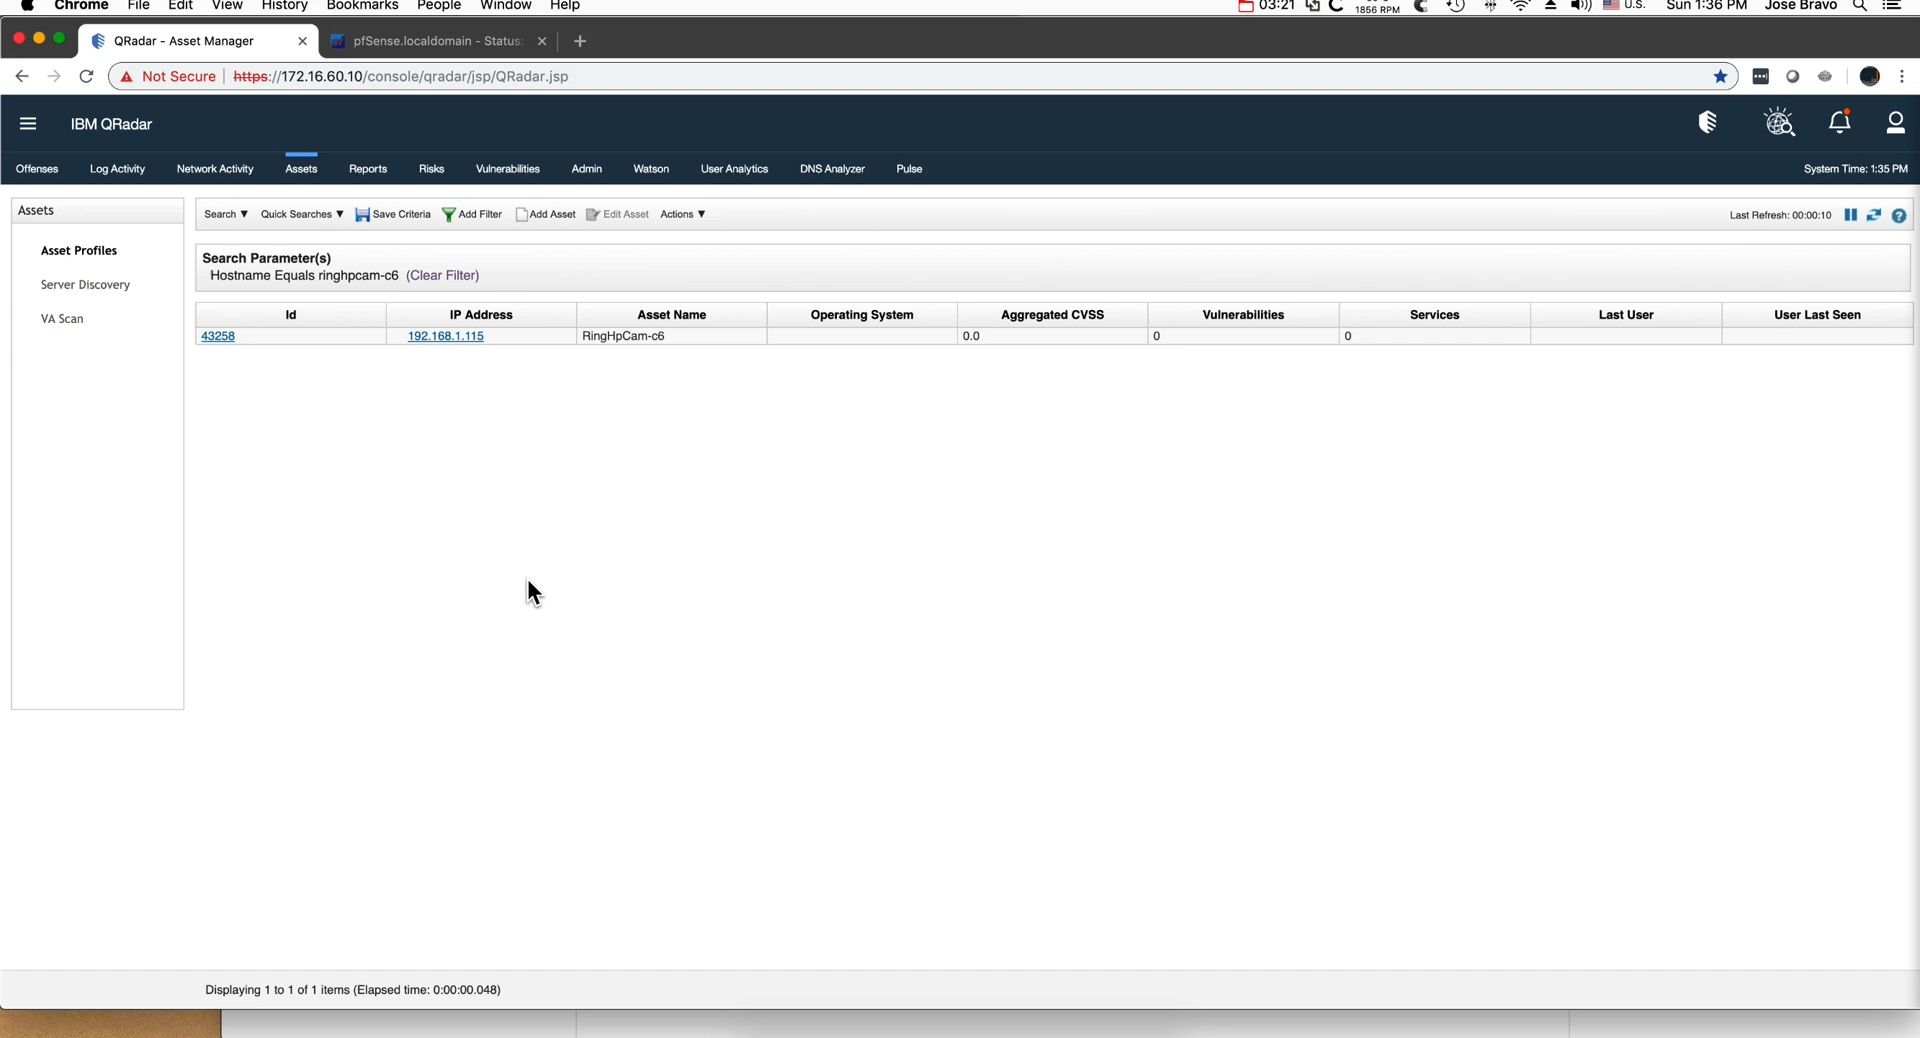 Chrome File Edit View History Bookmarks People Window Help 03:21 1856 RPM U.S. Sun 1:36 PM Jose Bravo
QRadar - Asset Manager pfSense.localdomain - Status:
Not Secure https://172.16.60.10/console/qradar/jsp/QRadar.jsp
IBM QRadar
Offenses Log Activity Network Activity Assets Reports Risks Vulnerabilities Admin Watson User Analytics DNS Analyzer Pulse System Time: 1:35 PM
Assets
Asset Profiles
Server Discovery
VA Scan
Search ▼ Quick Searches ▼ Save Criteria Add Filter Add Asset Edit Asset Actions ▼ Last Refresh: 00:00:10
Search Parameter(s)
Hostname Equals ringhpcam-c6 (Clear Filter)
Id IP Address Asset Name Operating System Aggregated CVSS Vulnerabilities Services Last User User Last Seen
43258 192.168.1.115 RingHpCam-c6 0.0 0 0
Displaying 1 to 1 of 1 items (Elapsed time: 0:00:00.048)